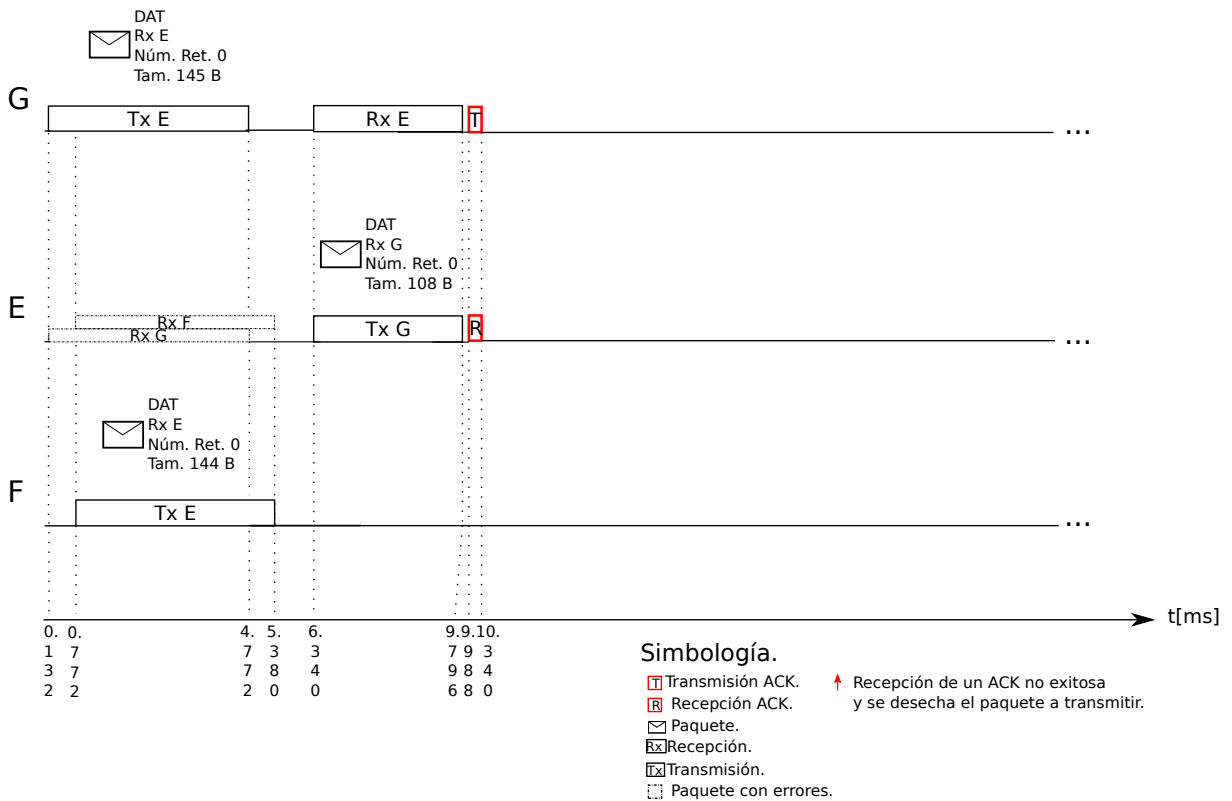 DAT
Rx E
Núm. Ret. 0
Tam. 145 B
G
Tx E
Rx E
T
...
DAT
Rx G
Núm. Ret. 0
Tam. 108 B
E
Rx F
Rx G
Tx G
R
...
DAT
Rx E
Núm. Ret. 0
Tam. 144 B
F
Tx E
...
t[ms]
0. 0. 4. 5. 6. 9.9.10.
1 7 7 3 3 7 9 3
3 7 7 8 4 9 8 4
2 2 2 0 0 6 8 0
Simbología.
T Transmisión ACK.
R Recepción ACK.
Paquete.
Rx Recepción.
Tx Transmisión.
Paquete con errores.
Recepción de un ACK no exitosa
y se desecha el paquete a transmitir.